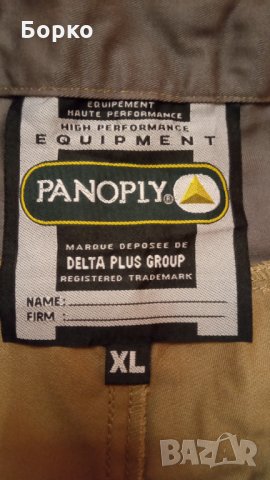 Борко
EQUIPEMENT
HAUTE PERFORMANCE
HIGH PERFORMANCE
EQUIPMENT
PANOPLY®
MARQUE DEPOSEE DE
DELTA PLUS GROUP
REGISTERED TRADEMARK
NAME:
FIRM :
XL
BAZAR